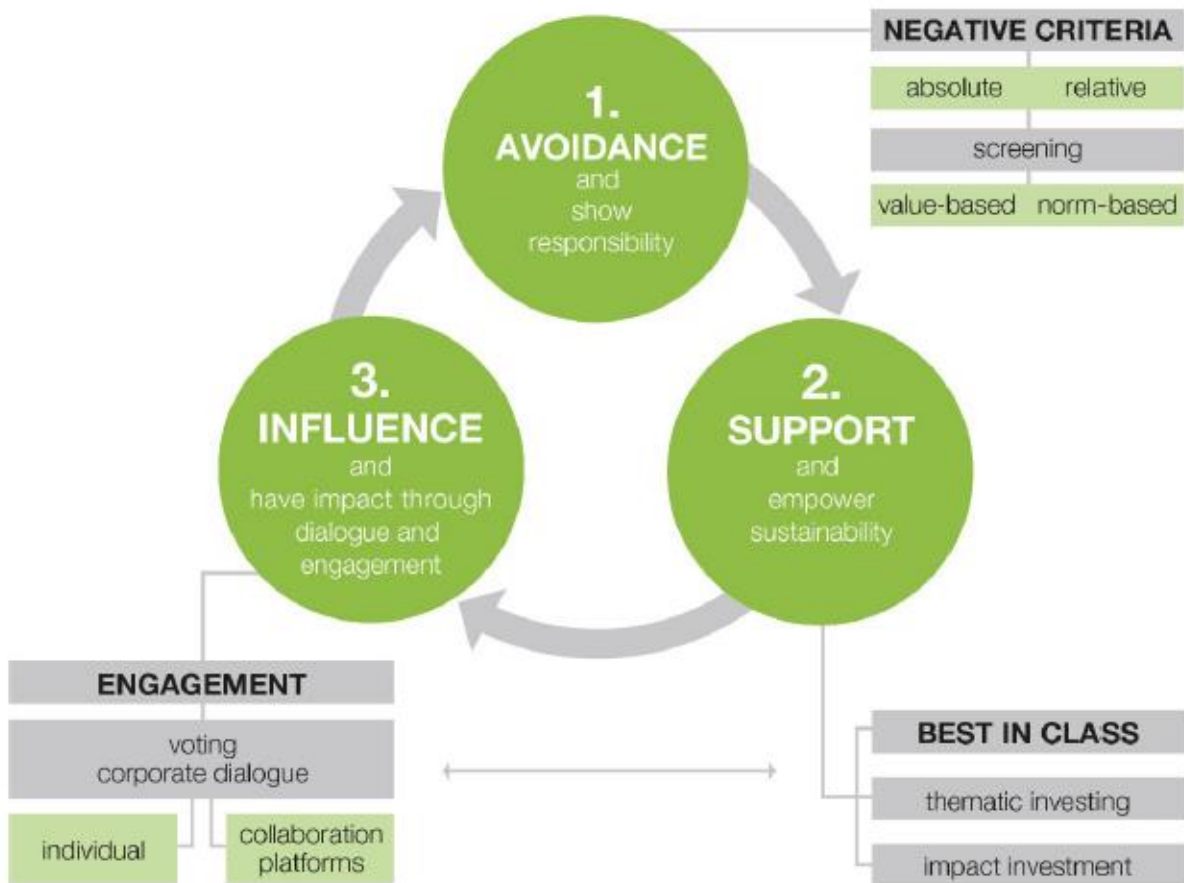 NEGATIVE CRITERIA
absolute
relative
screening
value-based
norm-based
1.
AVOIDANCE
and
show
responsibility
2.
SUPPORT
and
empower
sustainability
3.
INFLUENCE
and
have impact through
dialogue and
engagement
ENGAGEMENT
voting
corporate dialogue
individual
collaboration
platforms
BEST IN CLASS
thematic investing
impact investment